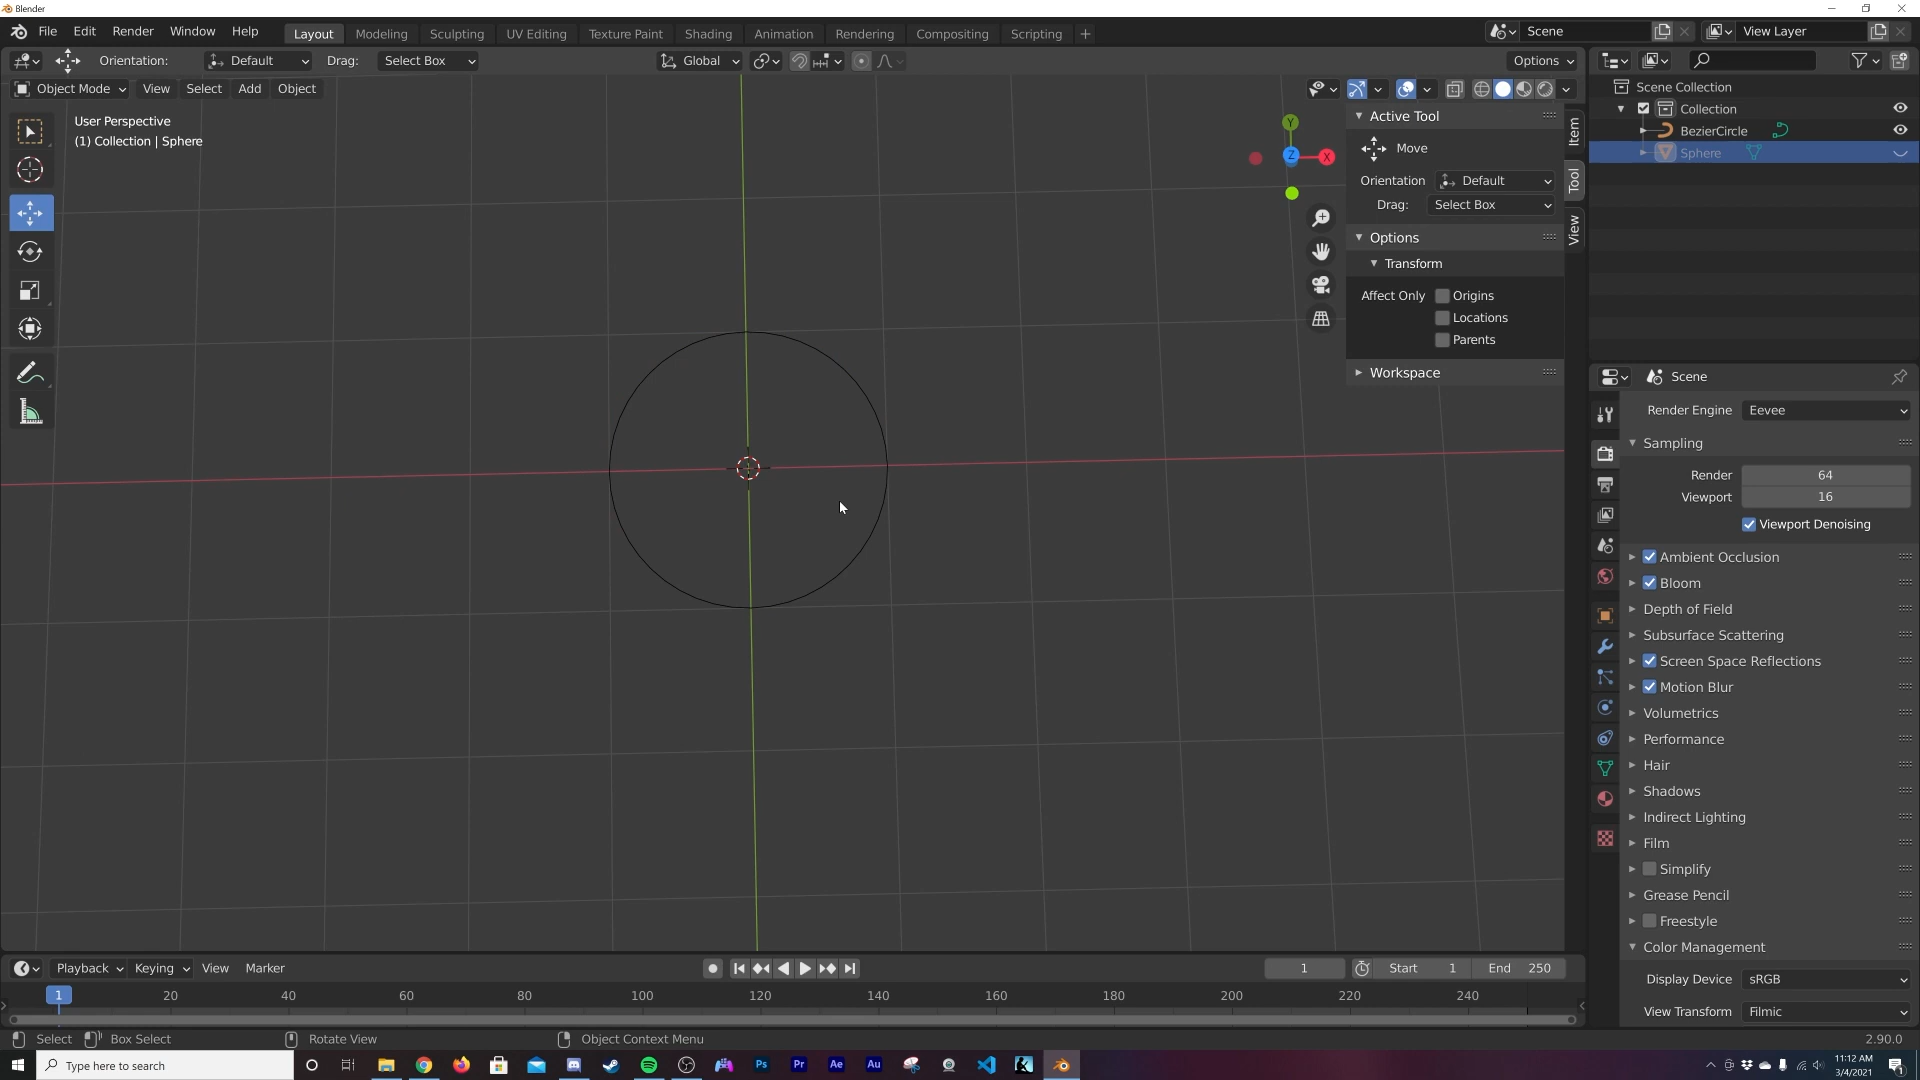 Blender
File Edit Render Window Help Layout Modeling Sculpting UV Editing Texture Paint Shading Animation Rendering Compositing Scripting + Scene View Layer
Orientation: Default Drag: Select Box Global Options
Object Mode View Select Add Object
User Perspective
(1) Collection | Sphere
Y
Z
X
Active Tool
Move
Orientation Default
Drag: Select Box
Options
Transform
Affect Only Origins
Locations
Parents
Workspace
Item
Tool
View
Scene Collection
Collection
BezierCircle
Sphere
Scene
Render Engine Eevee
Sampling
Render 64
Viewport 16
Viewport Denoising
Ambient Occlusion
Bloom
Depth of Field
Subsurface Scattering
Screen Space Reflections
Motion Blur
Volumetrics
Performance
Hair
Shadows
Indirect Lighting
Film
Simplify
Grease Pencil
Freestyle
Color Management
Display Device sRGB
View Transform Filmic
Playback Keying View Marker 1 Start 1 End 250
1 20 40 60 80 100 120 140 160 180 200 220 240
Select Box Select Rotate View Object Context Menu 2.90.0
Type here to search Ps Pr Ae Au 11:12 AM
3/4/2021